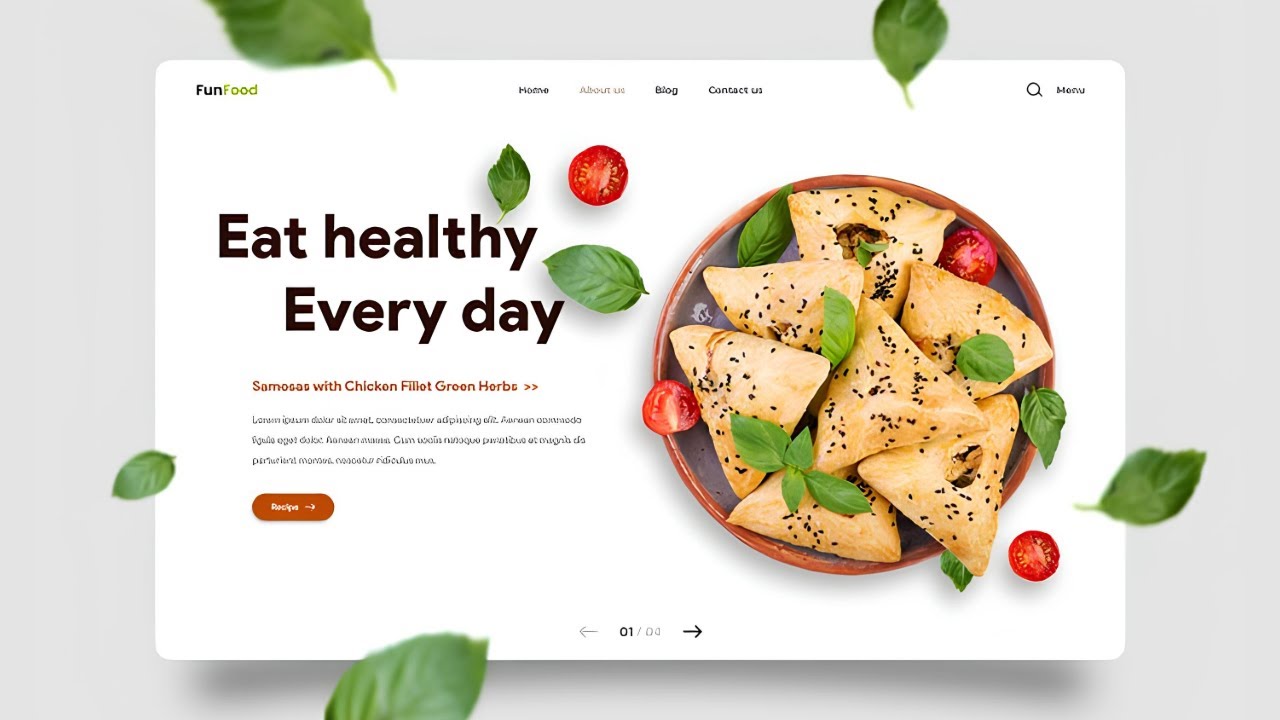 FunFood
Home About us Blog Contact us
Menu
Eat healthy
Every day
Samosas with Chicken Fillet Green Herbs >>
Lorem ipsum dolor sit amet, consectetuer adipiscing elit. Aenean commodo
ligula eget dolor. Aenean massa. Cum sociis natoque penatibus et magnis dis
parturient montes, nascetur ridiculus mus.
Recipe →
← 01 / 04 →